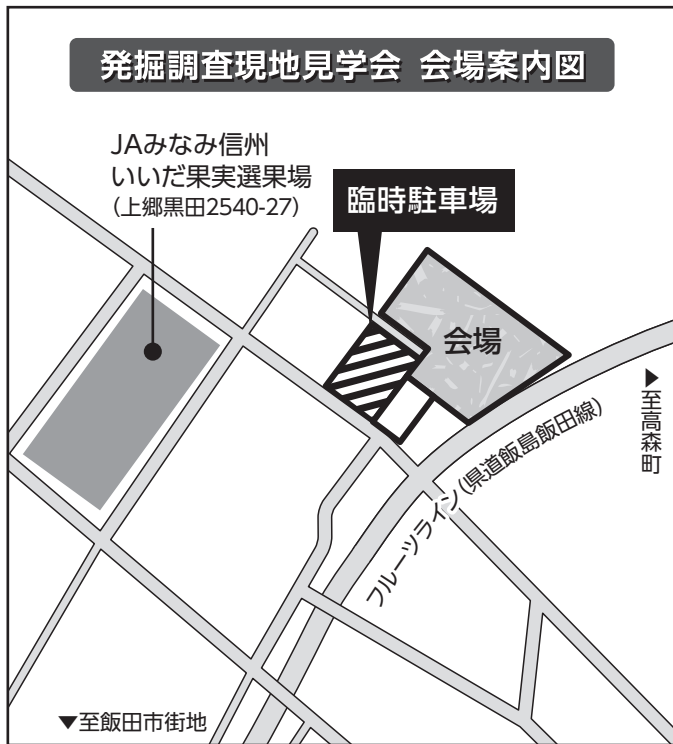 発掘調査現地見学会 会場案内図
JAみなみ信州
いいだ果実選果場
(上郷黒田2540-27)
臨時駐車場
会場
▲至高森町
フルーツライン(県道飯島飯田線)
▼至飯田市街地